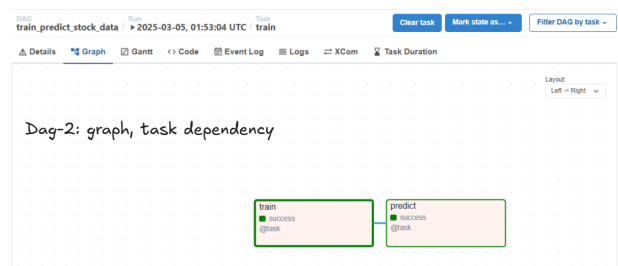 DAG
train_predict_stock_data / Run ▶ 2025-03-05, 01:53:04 UTC / Task train
Clear task
Mark state as...
Filter DAG by task
Details
Graph
Gantt
<> Code
Event Log
Logs
XCom
Task Duration
Layout:
Left -> Right
Dag-2: graph, task dependency
train
success
@task
predict
success
@task